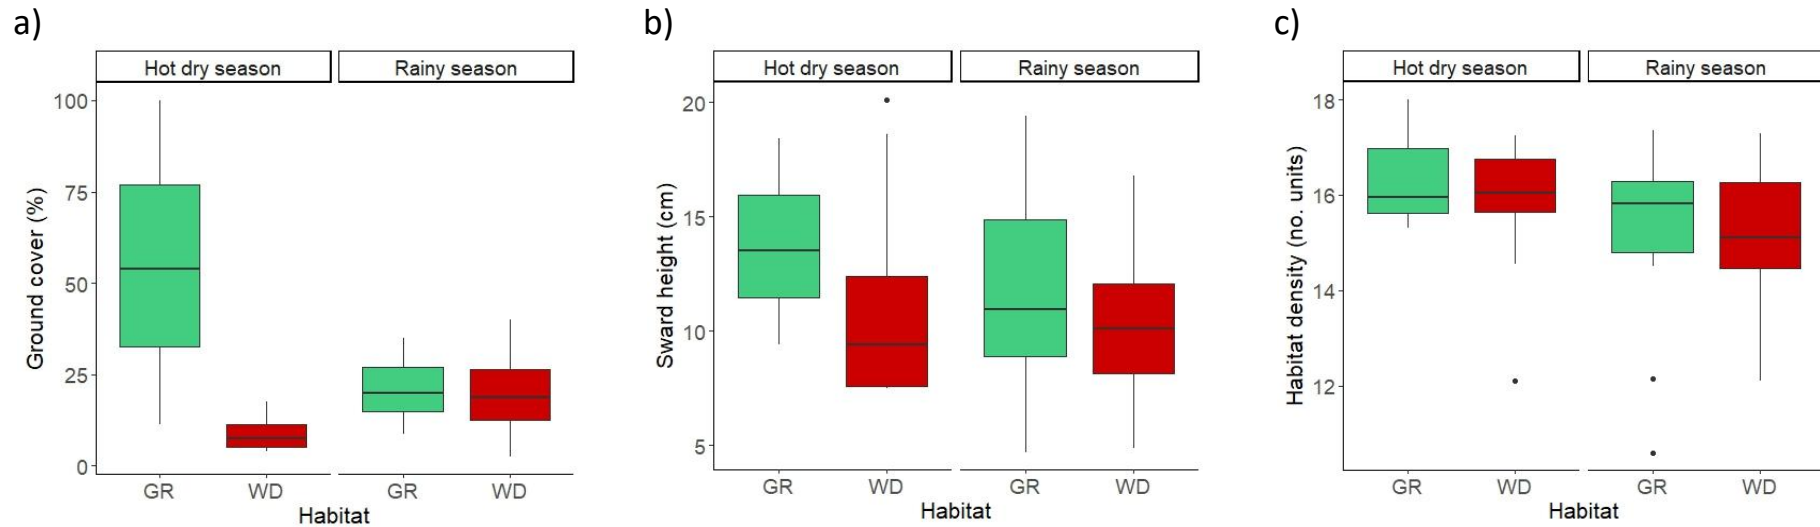 a)
Hot dry season
Rainy season
Ground cover (%)
100
75
50
25
0
GR
WD
GR
WD
Habitat
b)
Hot dry season
Rainy season
Sward height (cm)
20
15
10
5
GR
WD
GR
WD
Habitat
c)
Hot dry season
Rainy season
Habitat density (no. units)
18
16
14
12
GR
WD
GR
WD
Habitat